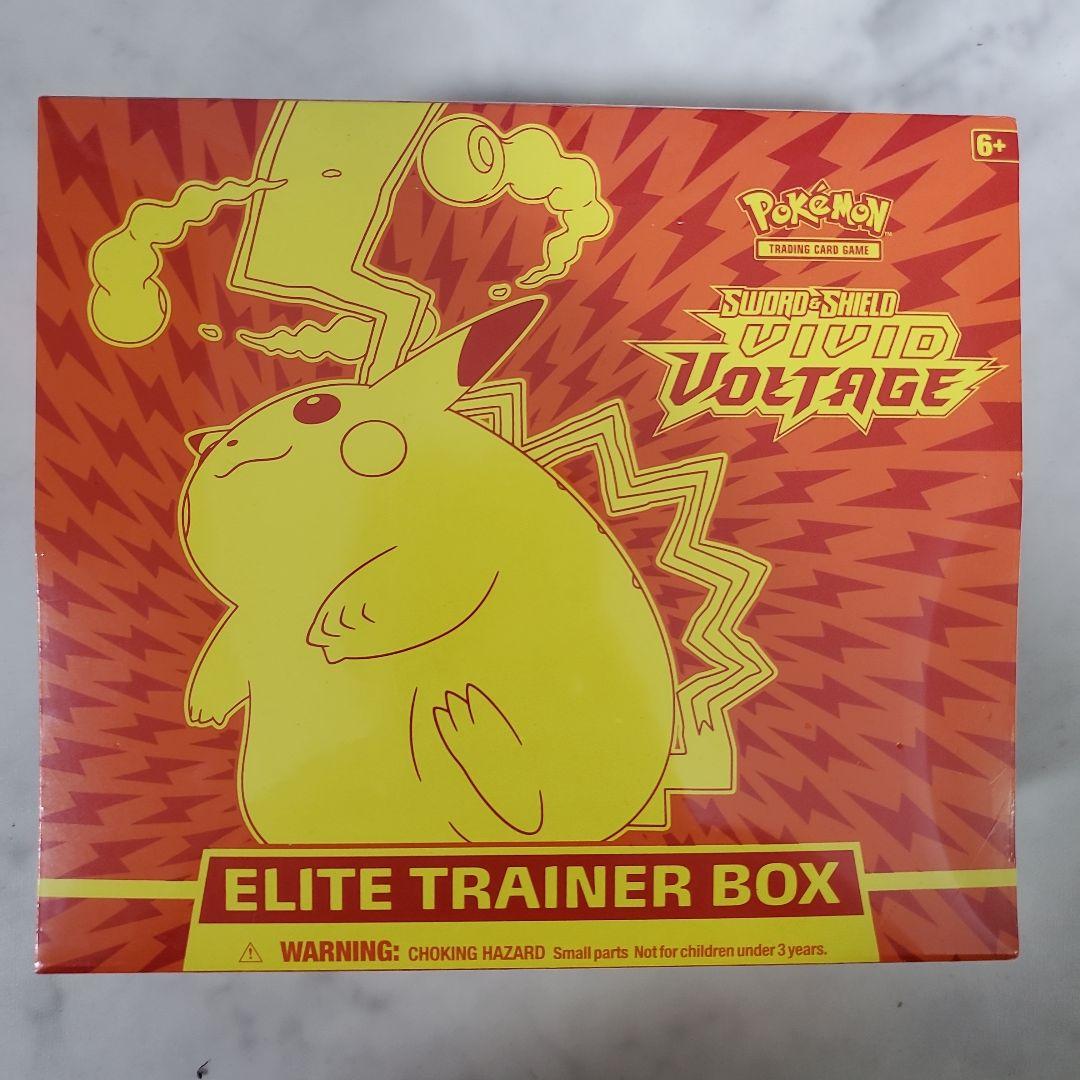 6+
POKéMON
TRADING CARD GAME
SWORD & SHIELD
VIVID
VOLTAGE
ELITE TRAINER BOX
WARNING: CHOKING HAZARD Small parts Not for children under 3 years.